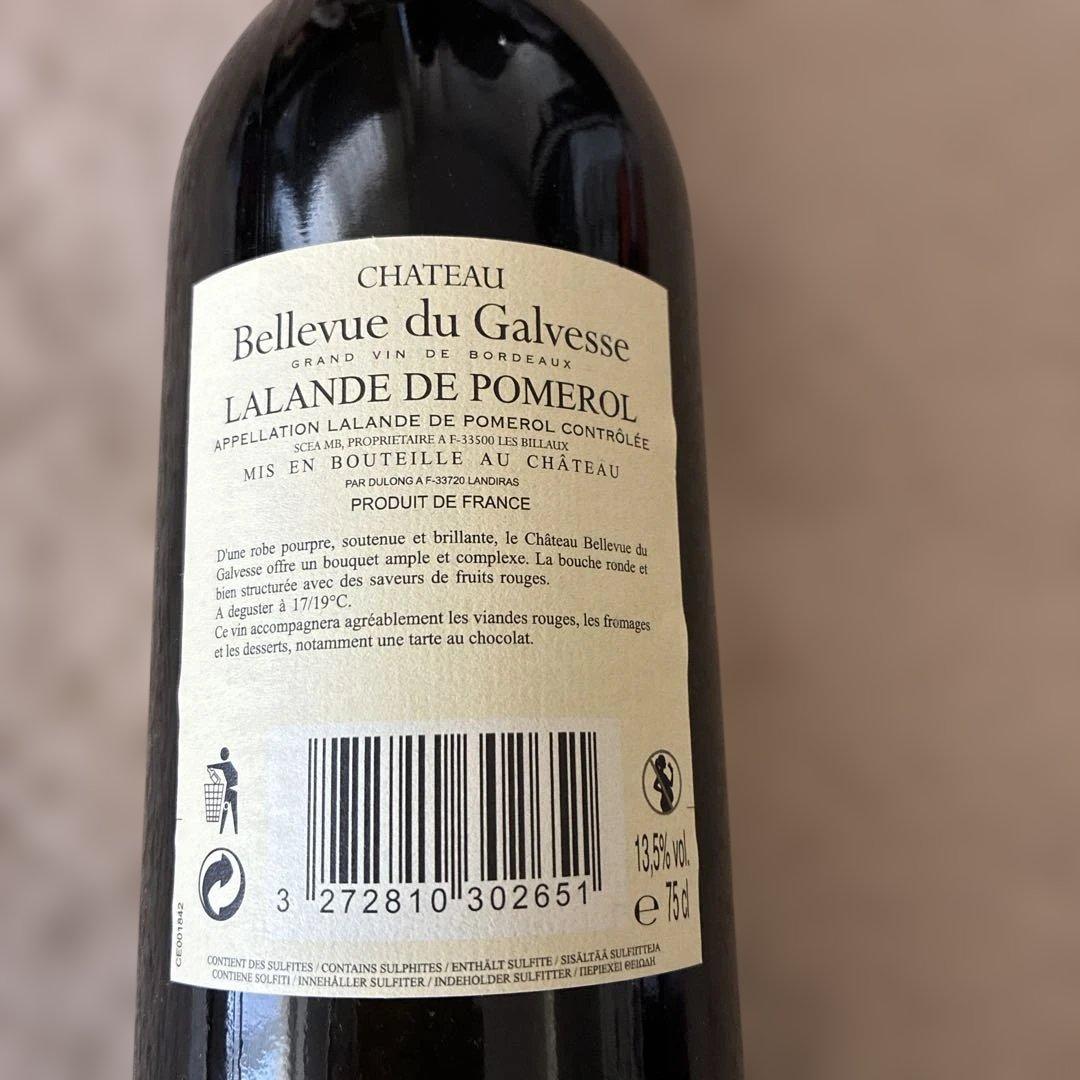 CHATEAU
Bellevue du Galvesse
GRAND VIN DE BORDEAUX
LALANDE DE POMEROL
APPELLATION LALANDE DE POMEROL CONTRÔLÉE
SCEA MB, PROPRIETAIRE A F-33500 LES BILLAUX
MIS EN BOUTEILLE AU CHÂTEAU
PAR DULONG A F-33720 LANDIRAS
PRODUIT DE FRANCE
D'une robe pourpre, soutenue et brillante, le Château Bellevue du
Galvesse offre un bouquet ample et complexe. La bouche ronde et
bien structurée avec des saveurs de fruits rouges.
A deguster à 17/19°C.
Ce vin accompagnera agréablement les viandes rouges, les fromages
et les desserts, notamment une tarte au chocolat.
13,5% vol.
3 272810 302651
e 75 cl
CE001842
CONTIENT DES SULFITES / CONTAINS SULPHITES / ENTHÄLT SULFITE / SISÄLTÄÄ SULFIITTEJA
CONTIENE SOLFITI / INNEHÅLLER SULFITER / INDEHOLDER SULFITTER / ΠΕΡΙΕΧΕΙ ΘΕΙΩΔΗ